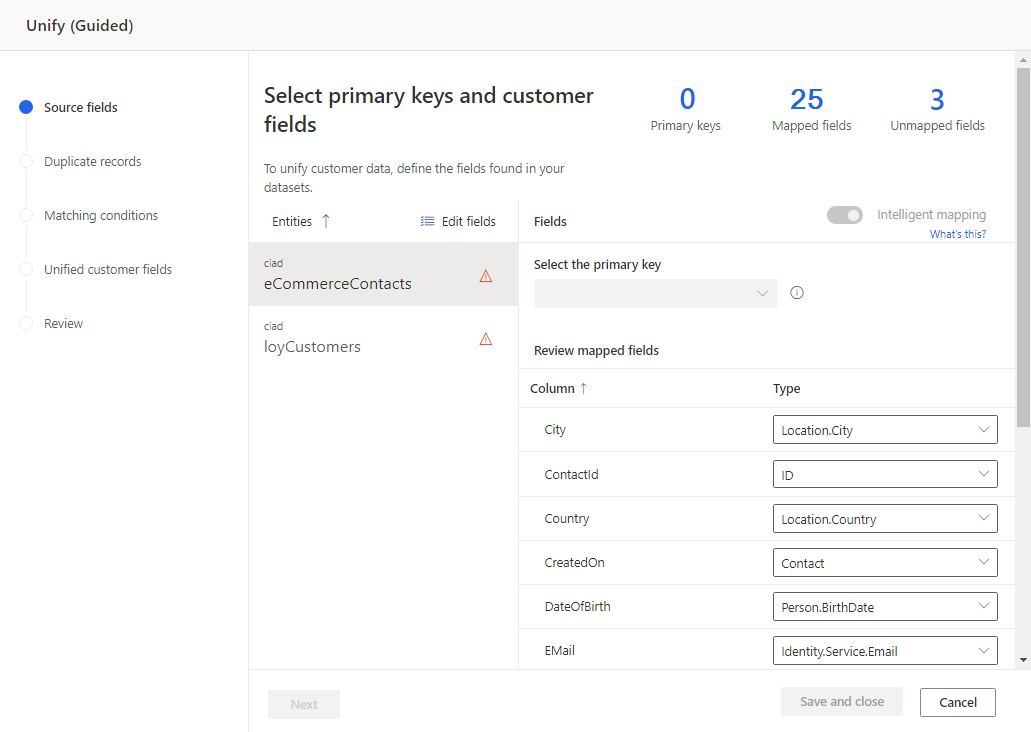 Unify (Guided)
Source fields
Duplicate records
Matching conditions
Unified customer fields
Review
Select primary keys and customer
fields
0
Primary keys
25
Mapped fields
3
Unmapped fields
To unify customer data, define the fields found in your
datasets.
Entities ↑
Edit fields
Fields
Intelligent mapping
What's this?
ciad
eCommerceContacts
ciad
loyCustomers
Select the primary key
Review mapped fields
Column ↑ Type
City Location.City
ContactId ID
Country Location.Country
CreatedOn Contact
DateOfBirth Person.BirthDate
EMail Identity.Service.Email
Next
Save and close
Cancel